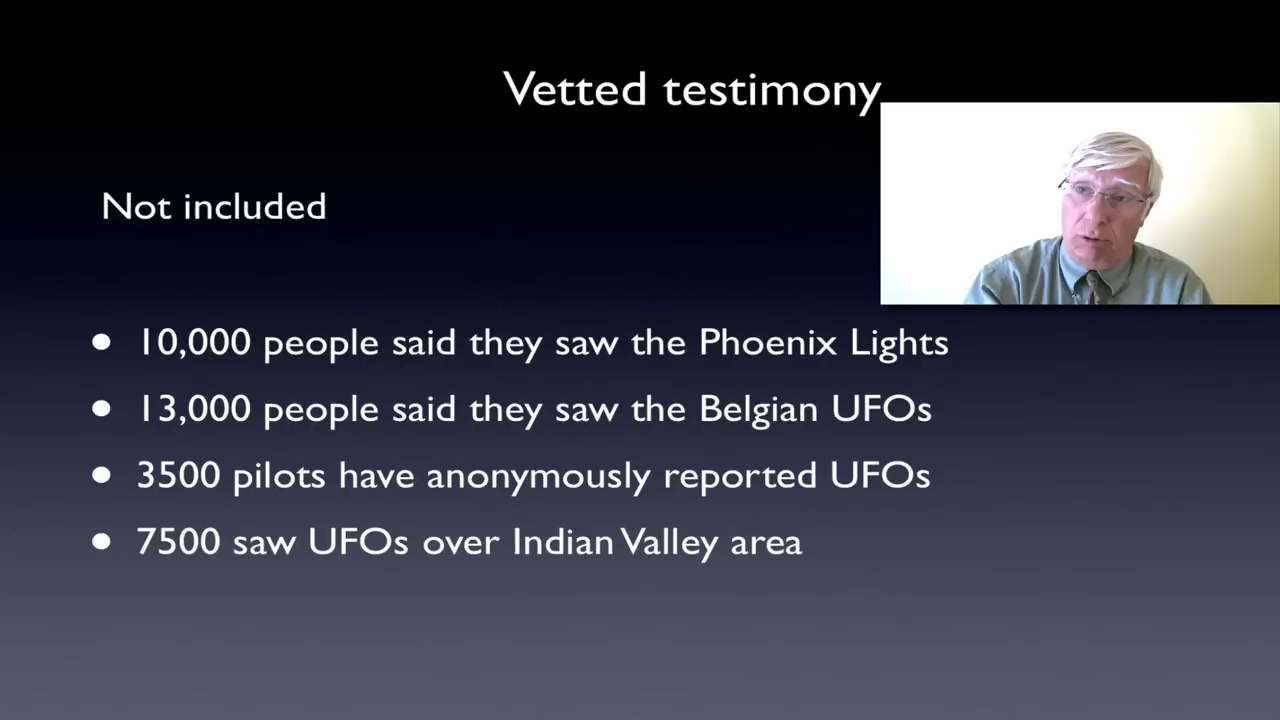 Vetted testimony
Not included
10,000 people said they saw the Phoenix Lights
13,000 people said they saw the Belgian UFOs
3500 pilots have anonymously reported UFOs
7500 saw UFOs over Indian Valley area